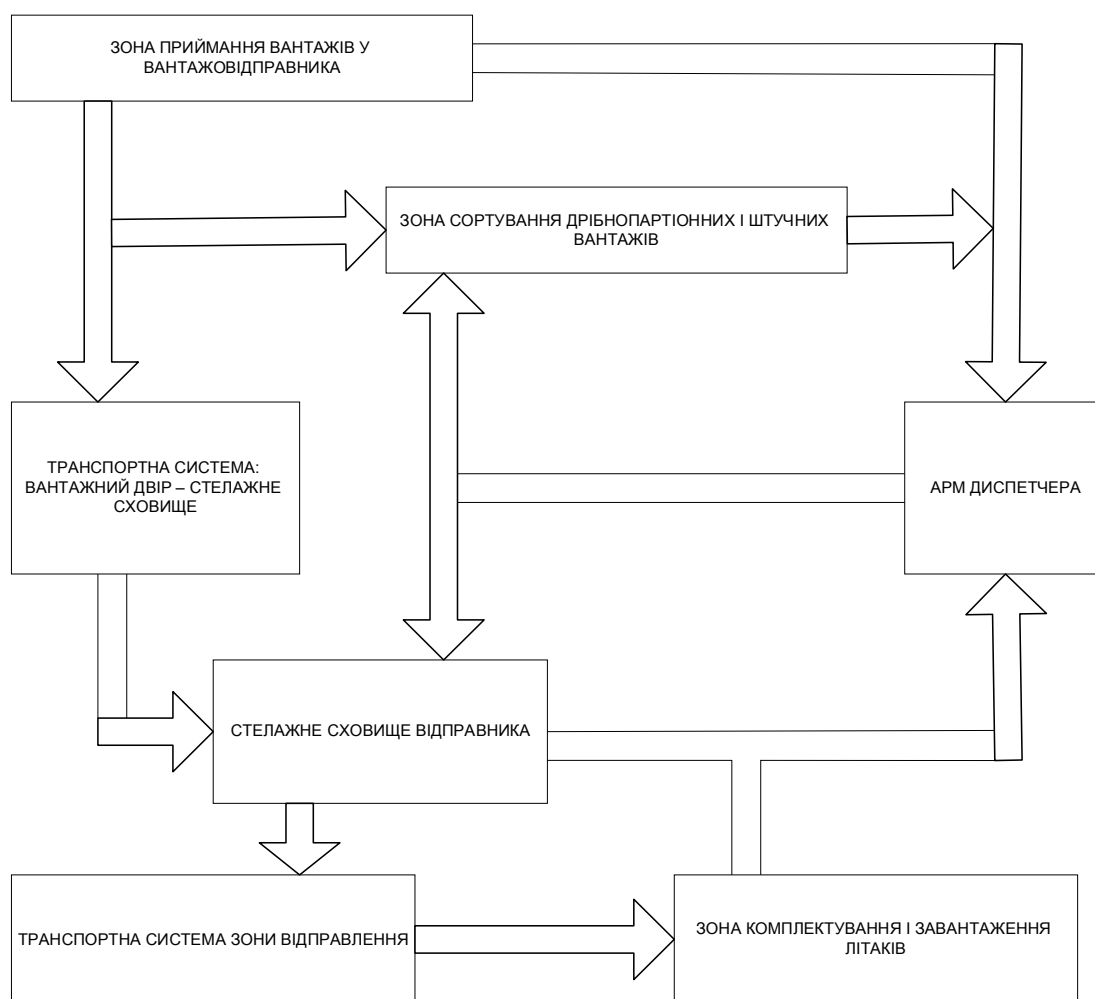 ЗОНА ПРИЙМАННЯ ВАНТАЖІВ У
ВАНТАЖОВІДПРАВНИКА
ЗОНА СОРТУВАННЯ ДРІБНОПАРТІОННИХ І ШТУЧНИХ
ВАНТАЖІВ
ТРАНСПОРТНА СИСТЕМА:
ВАНТАЖНИЙ ДВІР – СТЕЛАЖНЕ
СХОВИЩЕ
АРМ ДИСПЕТЧЕРА
СТЕЛАЖНЕ СХОВИЩЕ ВІДПРАВНИКА
ТРАНСПОРТНА СИСТЕМА ЗОНИ ВІДПРАВЛЕННЯ
ЗОНА КОМПЛЕКТУВАННЯ І ЗАВАНТАЖЕННЯ
ЛІТАКІВ